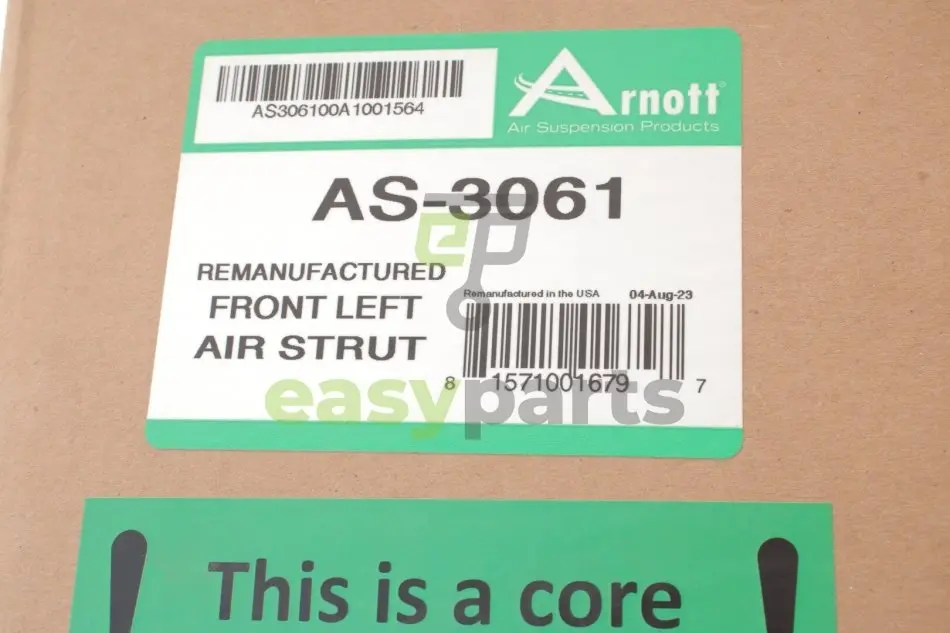 AS306100A1001564
Arnott®
Air Suspension Products
AS-3061
REMANUFACTURED
FRONT LEFT
AIR STRUT
Remanufactured in the USA 04-Aug-23
8 1571001679 7
ep
easyparts
! This is a core !